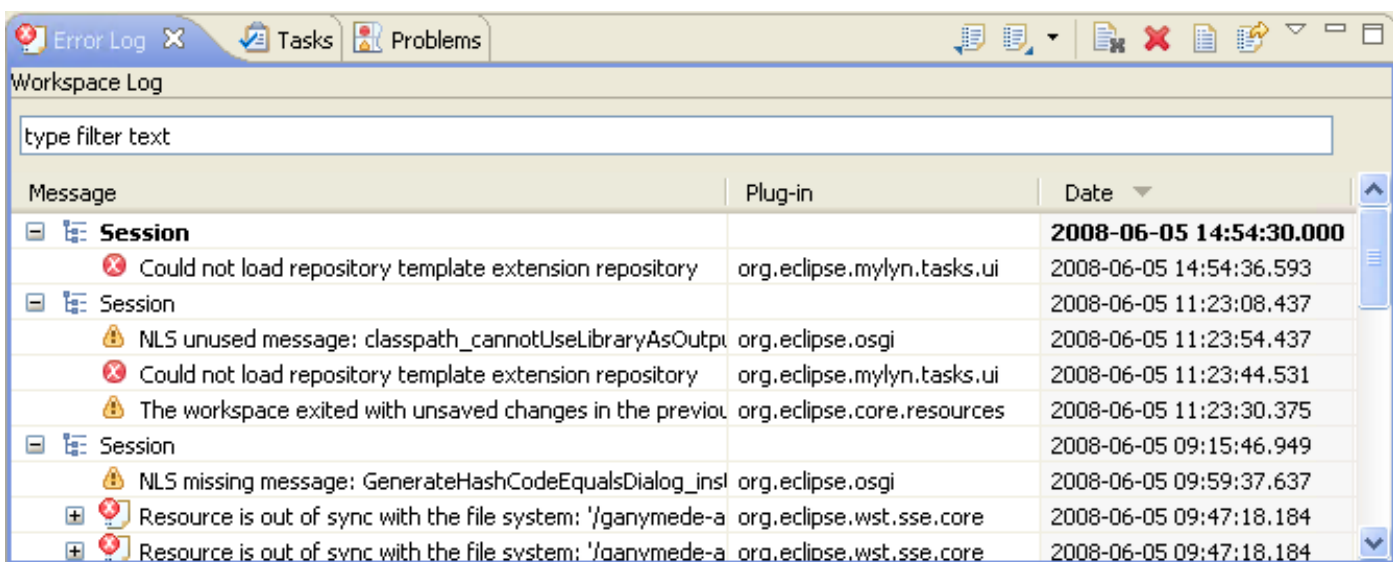 Error Log Tasks Problems
Workspace Log
type filter text
Message Plug-in Date
Session 2008-06-05 14:54:30.000
Could not load repository template extension repository org.eclipse.mylyn.tasks.ui 2008-06-05 14:54:36.593
Session 2008-06-05 11:23:08.437
NLS unused message: classpath_cannotUseLibraryAsOutpu org.eclipse.osgi 2008-06-05 11:23:54.437
Could not load repository template extension repository org.eclipse.mylyn.tasks.ui 2008-06-05 11:23:44.531
The workspace exited with unsaved changes in the previou org.eclipse.core.resources 2008-06-05 11:23:30.375
Session 2008-06-05 09:15:46.949
NLS missing message: GenerateHashCodeEqualsDialog_inst org.eclipse.osgi 2008-06-05 09:59:37.637
Resource is out of sync with the file system: '/ganymede-a org.eclipse.wst.sse.core 2008-06-05 09:47:18.184
Resource is out of sync with the file system: '/ganymede-a org.eclipse.wst.sse.core 2008-06-05 09:47:18.184